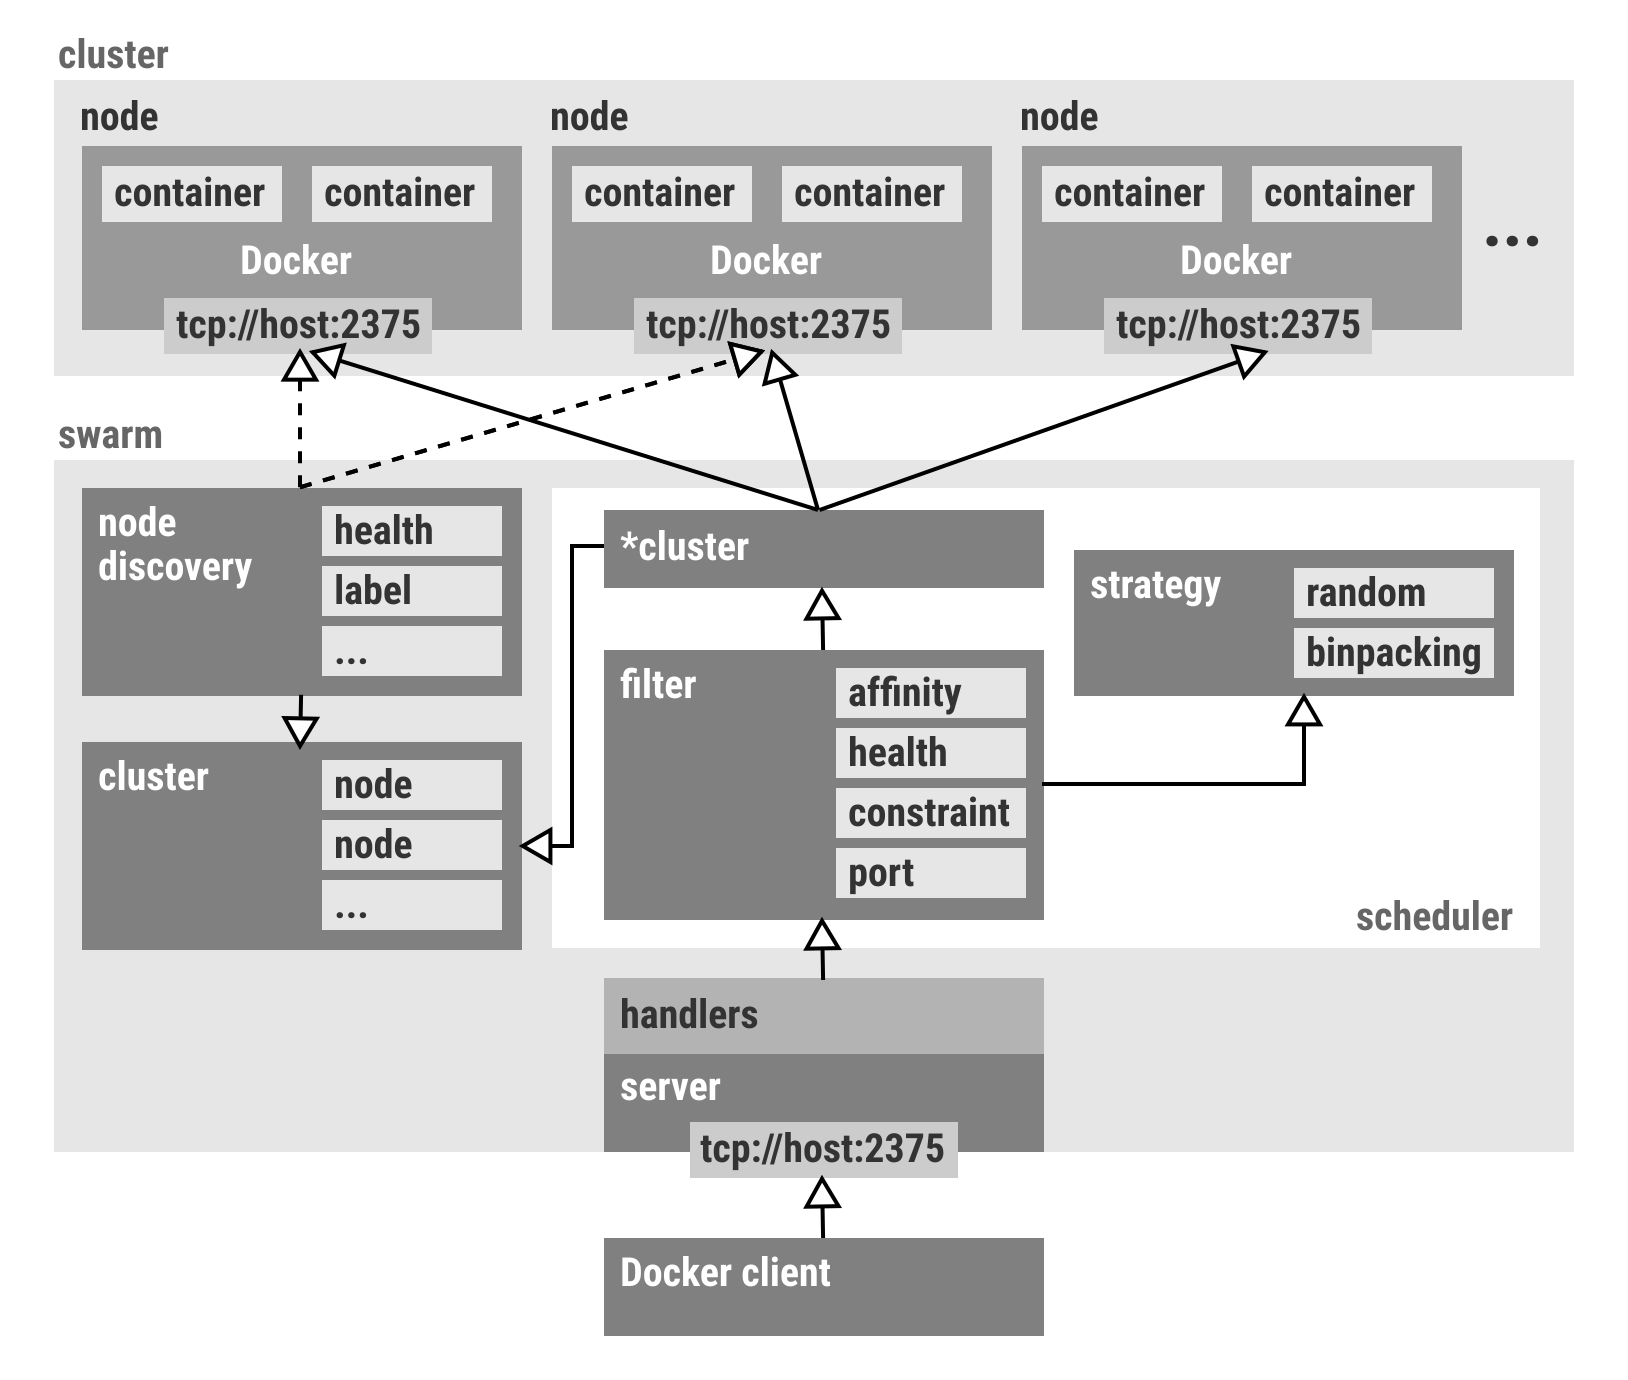 cluster
node
node
node
container
container
container
container
container
container
...
Docker
Docker
Docker
tcp://host:2375
tcp://host:2375
tcp://host:2375
swarm
node
discovery
health
label
...
cluster
node
node
...
*cluster
filter
affinity
health
constraint
port
strategy
random
binpacking
scheduler
handlers
server
tcp://host:2375
Docker client